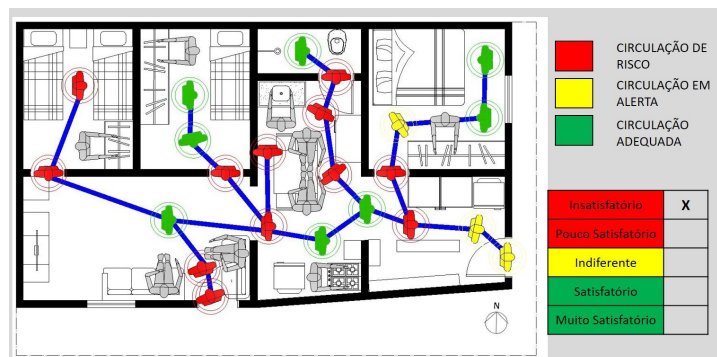 CIRCULAÇÃO DE
RISCO
CIRCULAÇÃO EM
ALERTA
CIRCULAÇÃO
ADEQUADA
Insatisfatório X
Pouco Satisfatório
Indiferente
Satisfatório
Muito Satisfatório
N